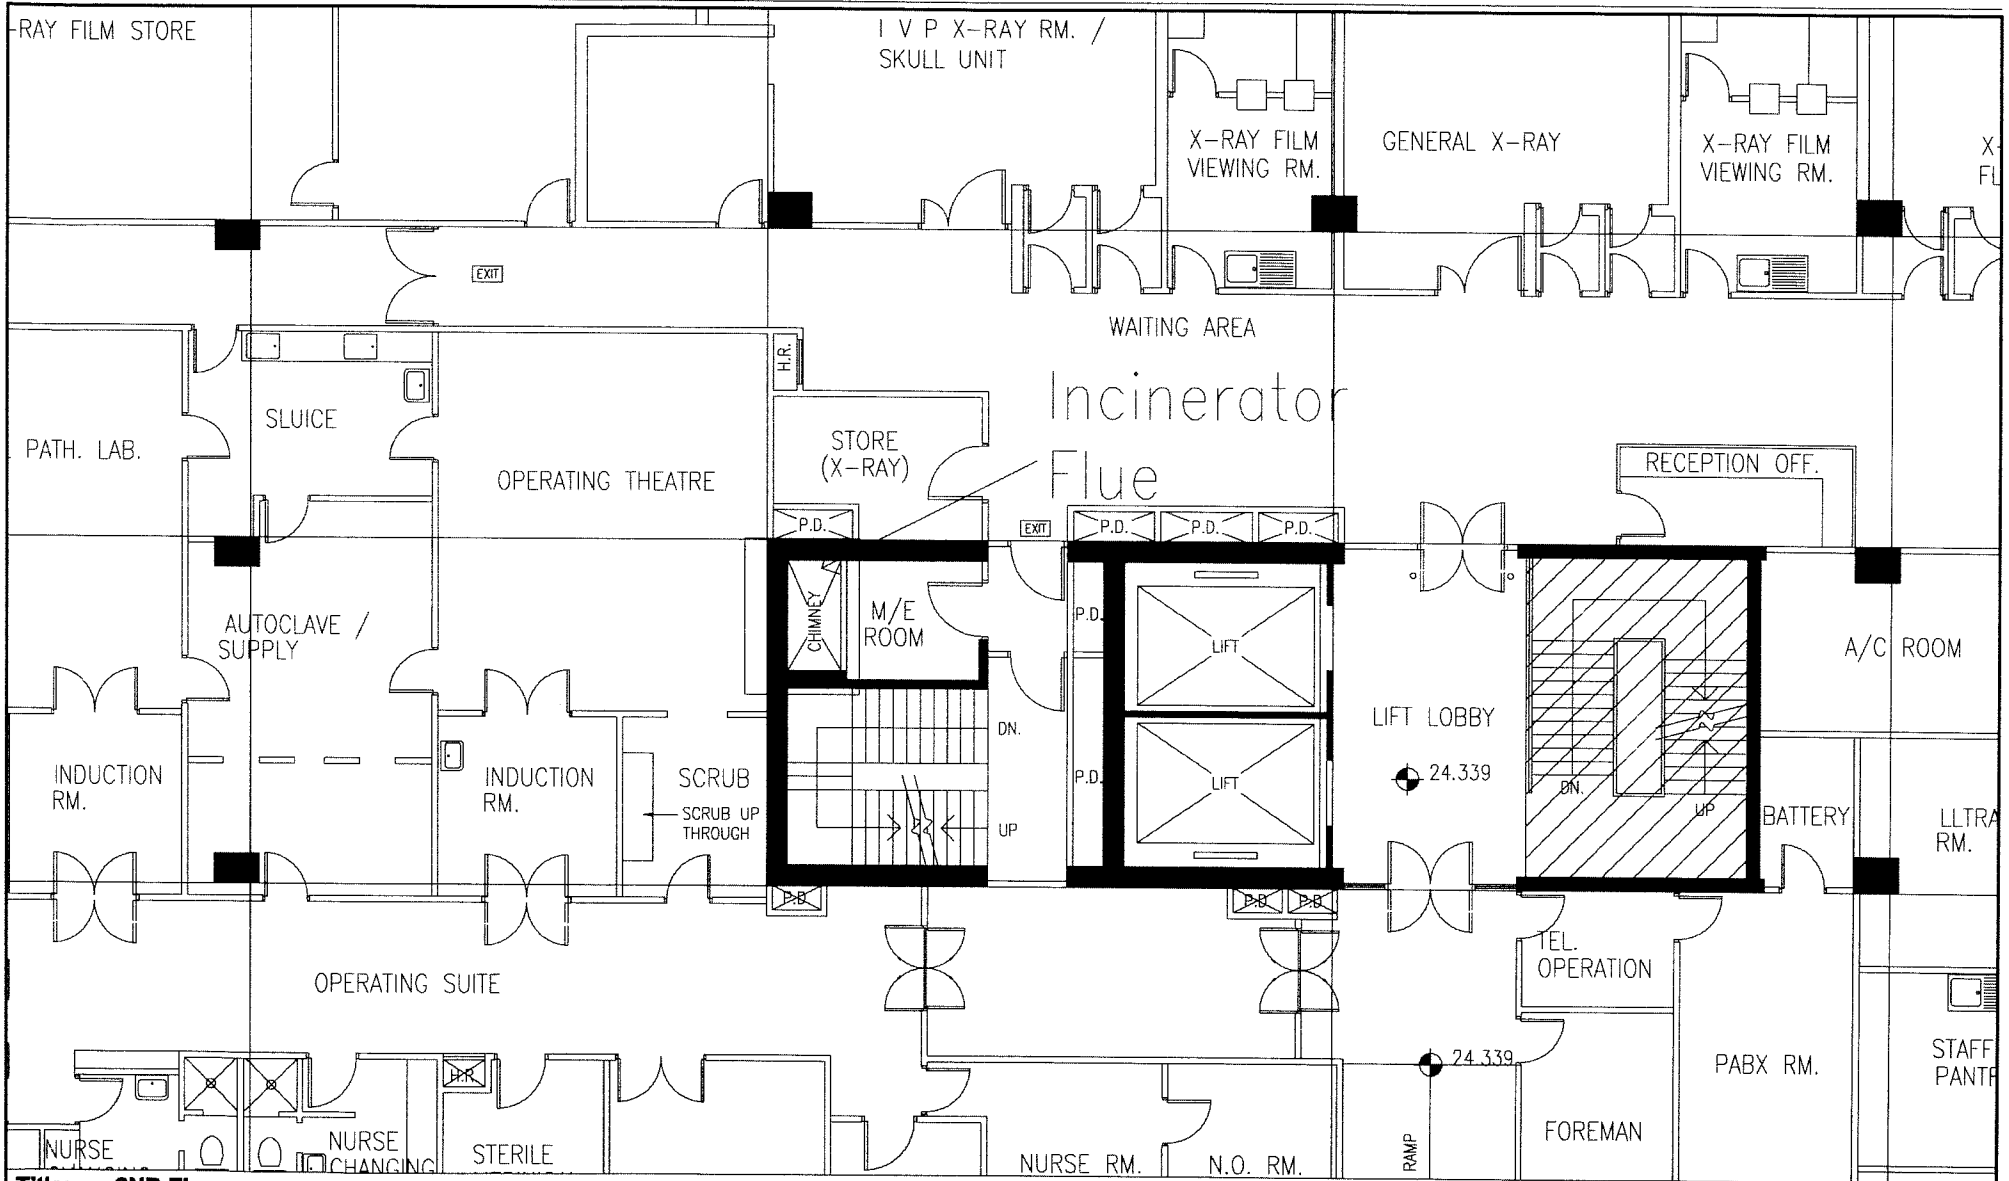 -RAY FILM STORE
I V P X-RAY RM. /
SKULL UNIT
X-RAY FILM
VIEWING RM.
GENERAL X-RAY
X-RAY FILM
VIEWING RM.
X-
FL
EXIT
WAITING AREA
H.R.
Incinerator
Flue
SLUICE
PATH. LAB.
OPERATING THEATRE
STORE
(X-RAY)
RECEPTION OFF.
P.D.
EXIT
P.D.
P.D.
P.D.
CHIMNEY
M/E
ROOM
P.D.
LIFT
AUTOCLAVE /
SUPPLY
A/C ROOM
LIFT LOBBY
DN.
24.339
INDUCTION
RM.
INDUCTION
RM.
SCRUB
SCRUB UP
THROUGH
P.D.
LIFT
DN.
UP
UP
BATTERY
LLTRA
RM.
P.D
P.D
P.D
TEL.
OPERATION
OPERATING SUITE
24.339
H.R.
PABX RM.
STAFF
PANTR
NURSE
CHANGING
NURSE
CHANGING
STERILE
NURSE RM.
N.O. RM.
RAMP
FOREMAN